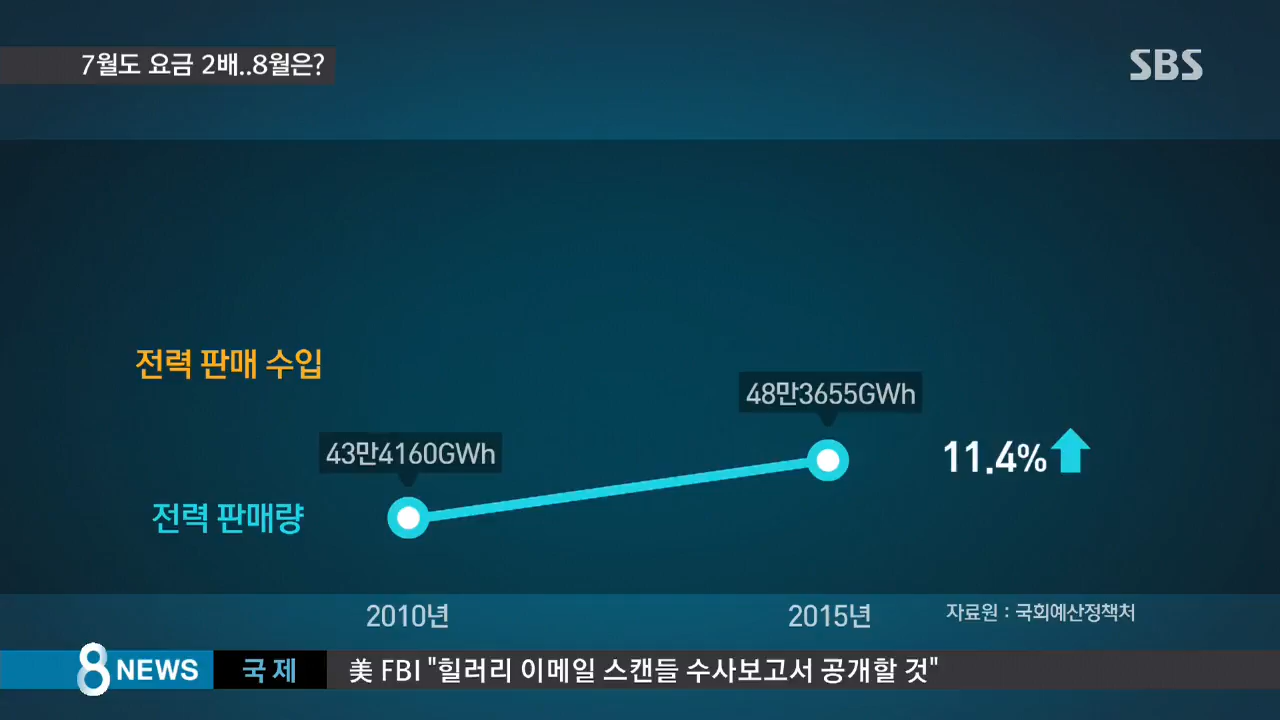 7월도 요금 2배..8월은?
SBS
전력 판매 수입
48만3655GWh
43만4160GWh
11.4%
전력 판매량
2010년
2015년
자료원 : 국회예산정책처
8 NEWS
국 제
美 FBI "힐러리 이메일 스캔들 수사보고서 공개할 것"